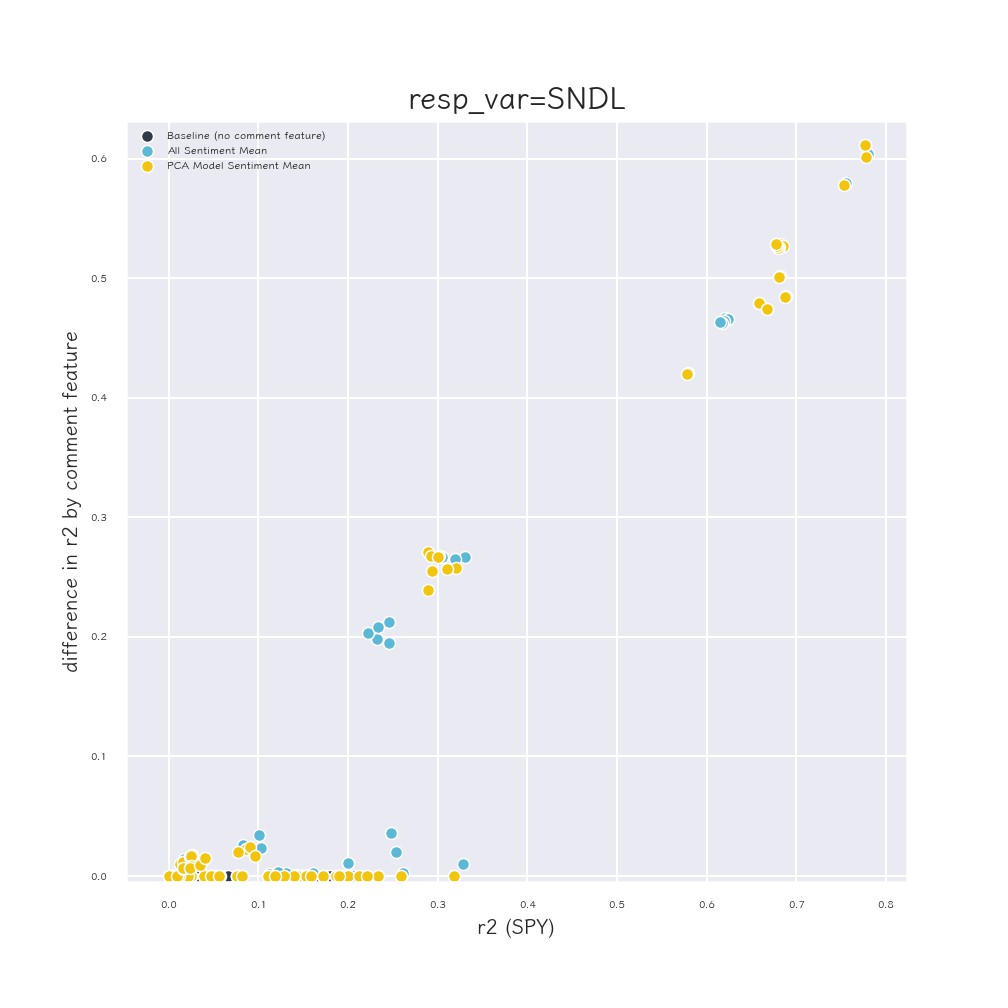 resp_var=SNDL
Baseline (no comment feature)
All Sentiment Mean
PCA Model Sentiment Mean
difference in r2 by comment feature
0.6
0.5
0.4
0.3
0.2
0.1
0.0
0.0 0.1 0.2 0.3 0.4 0.5 0.6 0.7 0.8
r2 (SPY)